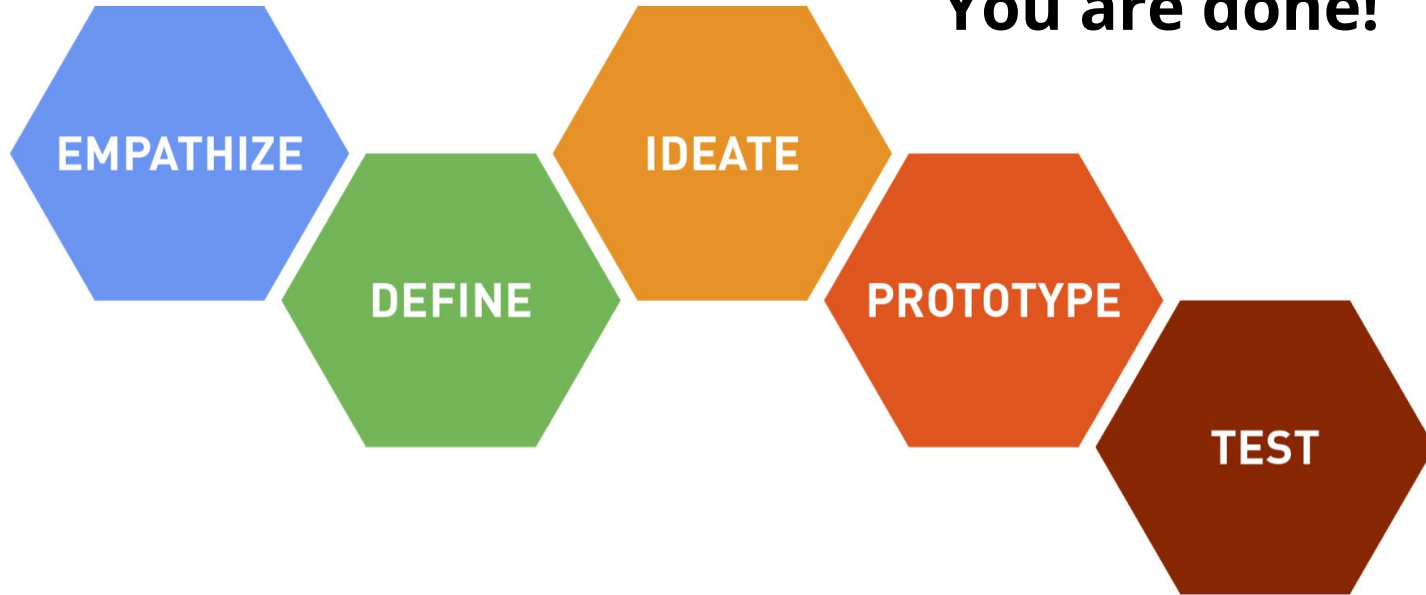 You are done!
EMPATHIZE
IDEATE
DEFINE
PROTOTYPE
TEST